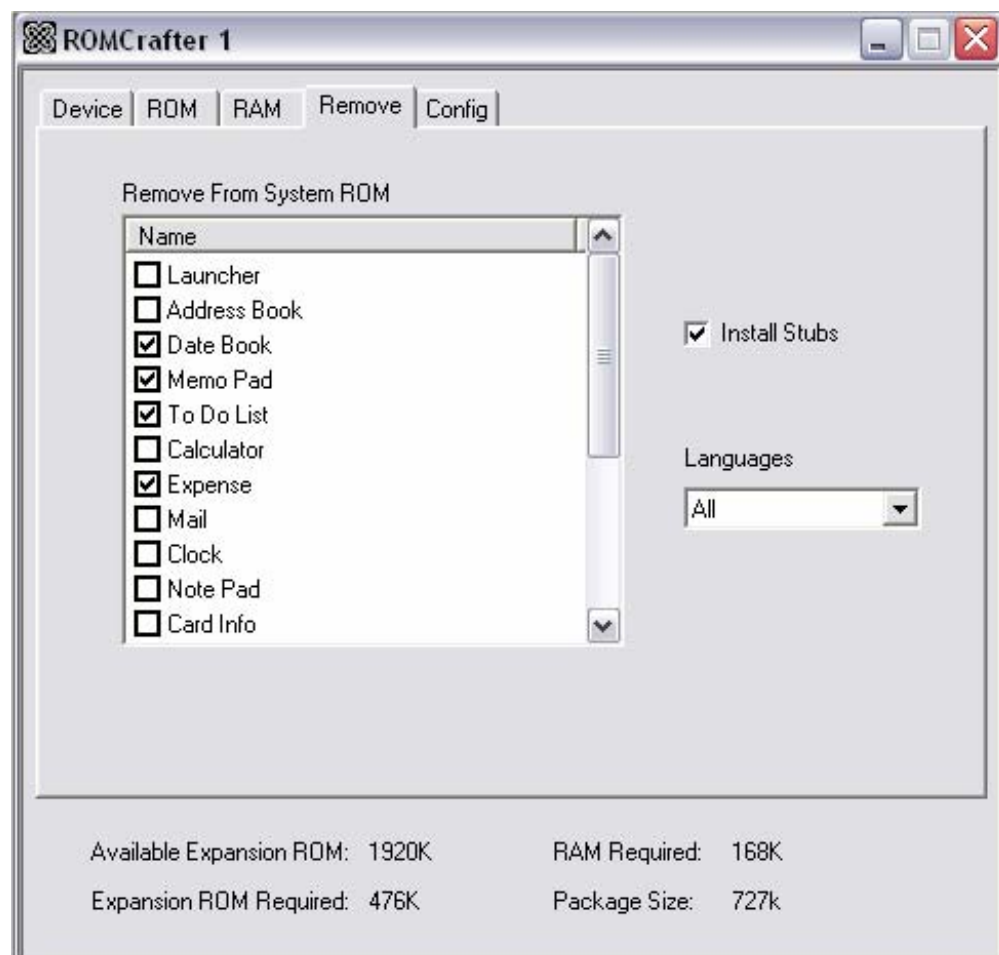 ROMCrafter 1
Device ROM RAM Remove Config
Remove From System ROM
Name
Launcher
Address Book
Date Book
Memo Pad
To Do List
Calculator
Expense
Mail
Clock
Note Pad
Card Info
Install Stubs
Languages
All
Available Expansion ROM: 1920K RAM Required: 168K
Expansion ROM Required: 476K Package Size: 727k